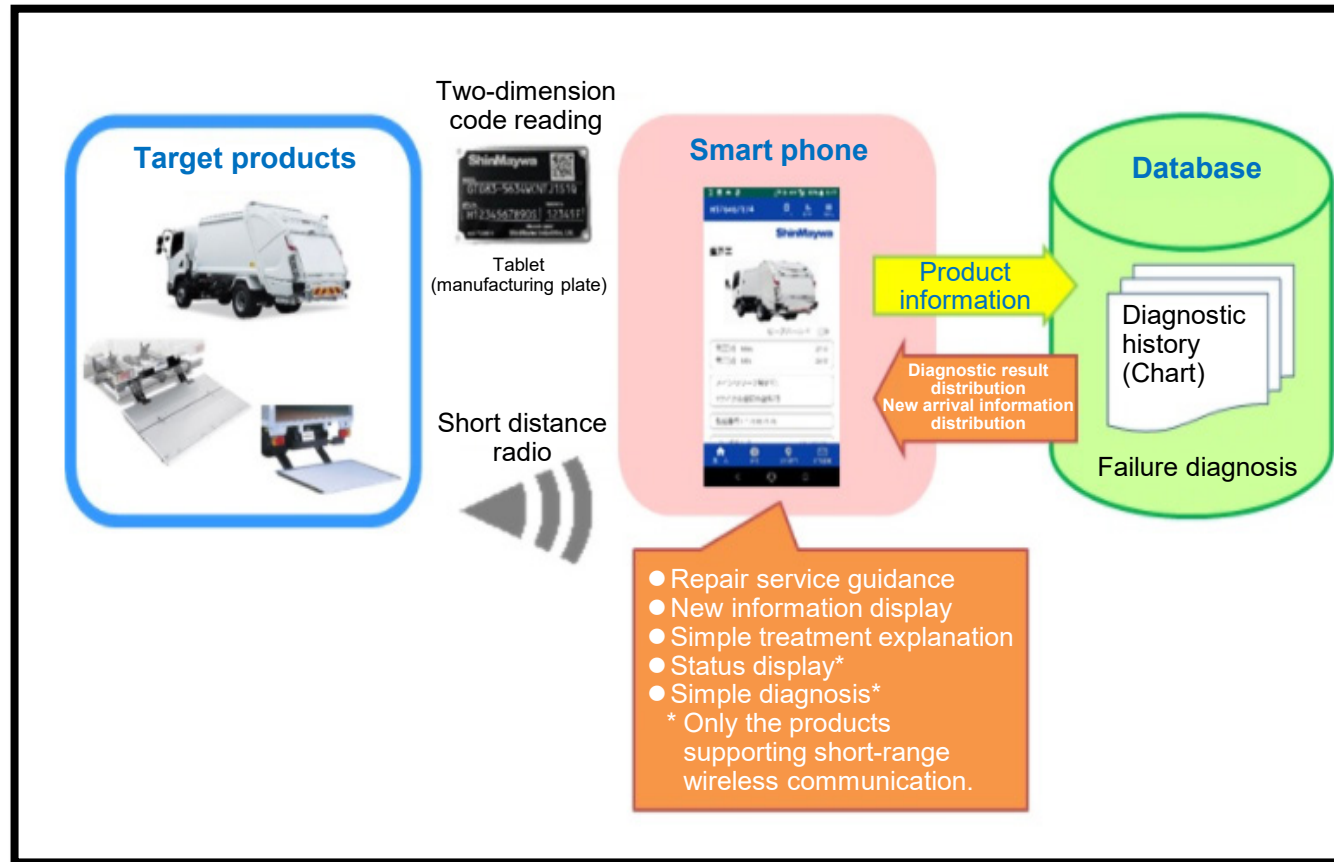 Two-dimension
code reading
Target products
ShinMaywa
Tablet
(manufacturing plate)
Short distance
radio
Smart phone
ShinMaywa
Product
information
Diagnostic result
distribution
New arrival information
distribution
Database
Diagnostic
history
(Chart)
Failure diagnosis
● Repair service guidance
● New information display
● Simple treatment explanation
● Status display*
● Simple diagnosis*
* Only the products
supporting short-range
wireless communication.